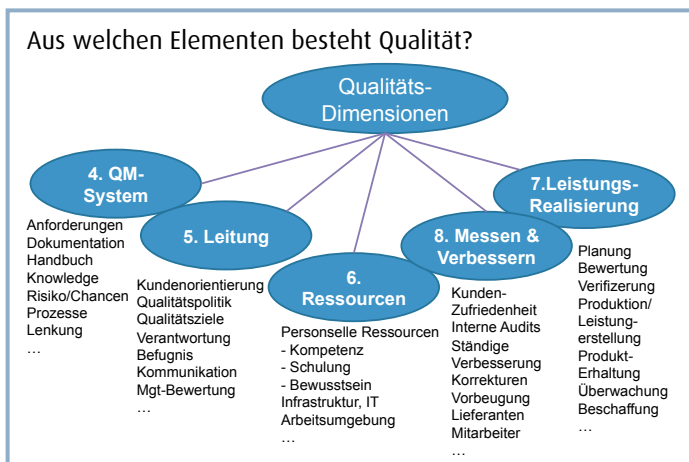 Aus welchen Elementen besteht Qualität?
Qualitäts-
Dimensionen
4. QM-
System
Anforderungen
Dokumentation
Handbuch
Knowledge
Risiko/Chancen
Prozesse
Lenkung
…
5. Leitung
Kundenorientierung
Qualitätspolitik
Qualitätsziele
Verantwortung
Befugnis
Kommunikation
Mgt-Bewertung
…
6.
Ressourcen
Personselle Ressourcen
- Kompetenz
- Schulung
- Bewusstsein
Infrastruktur, IT
Arbeitsumgebung
…
8. Messen &
Verbessern
Kunden-
Zufriedenheit
Interne Audits
Ständige
Verbesserung
Korrekturen
Vorbeugung
Lieferanten
Mitarbeiter
…
7.Leistungs-
Realisierung
Planung
Bewertung
Verifizerung
Produktion/
Leistung-
erstellung
Produkt-
Erhaltung
Überwachung
Beschaffung
…